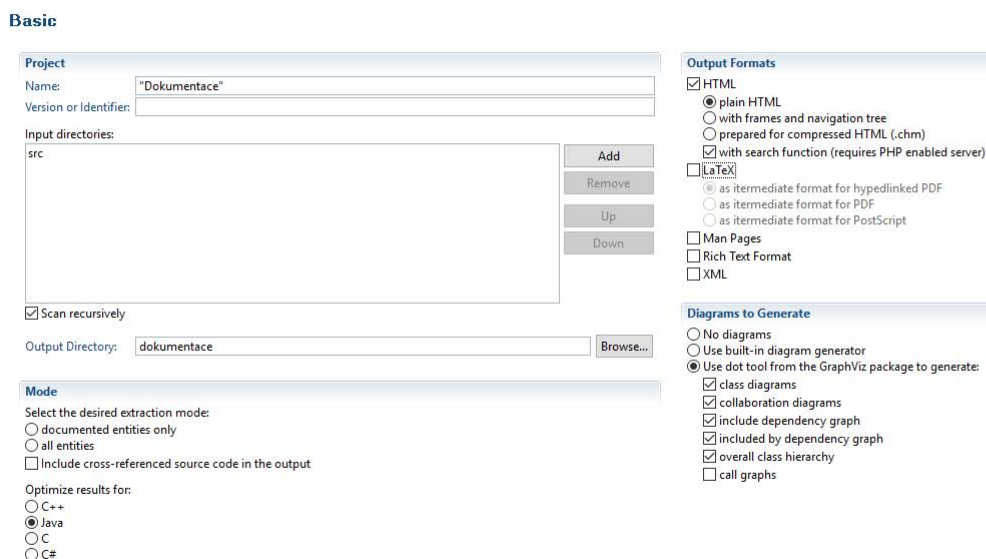 Basic
Project
Name: "Dokumentace"
Version or Identifier:
Input directories:
src
Add
Remove
Up
Down
Scan recursively
Output Directory: dokumentace Browse...
Mode
Select the desired extraction mode:
documented entities only
all entities
Include cross-referenced source code in the output
Optimize results for:
C++
Java
C
C#
Output Formats
HTML
plain HTML
with frames and navigation tree
prepared for compressed HTML (.chm)
with search function (requires PHP enabled server)
LaTeX
as itermediate format for hypedlinked PDF
as itermediate format for PDF
as itermediate format for PostScript
Man Pages
Rich Text Format
XML
Diagrams to Generate
No diagrams
Use built-in diagram generator
Use dot tool from the GraphViz package to generate:
class diagrams
collaboration diagrams
include dependency graph
included by dependency graph
overall class hierarchy
call graphs